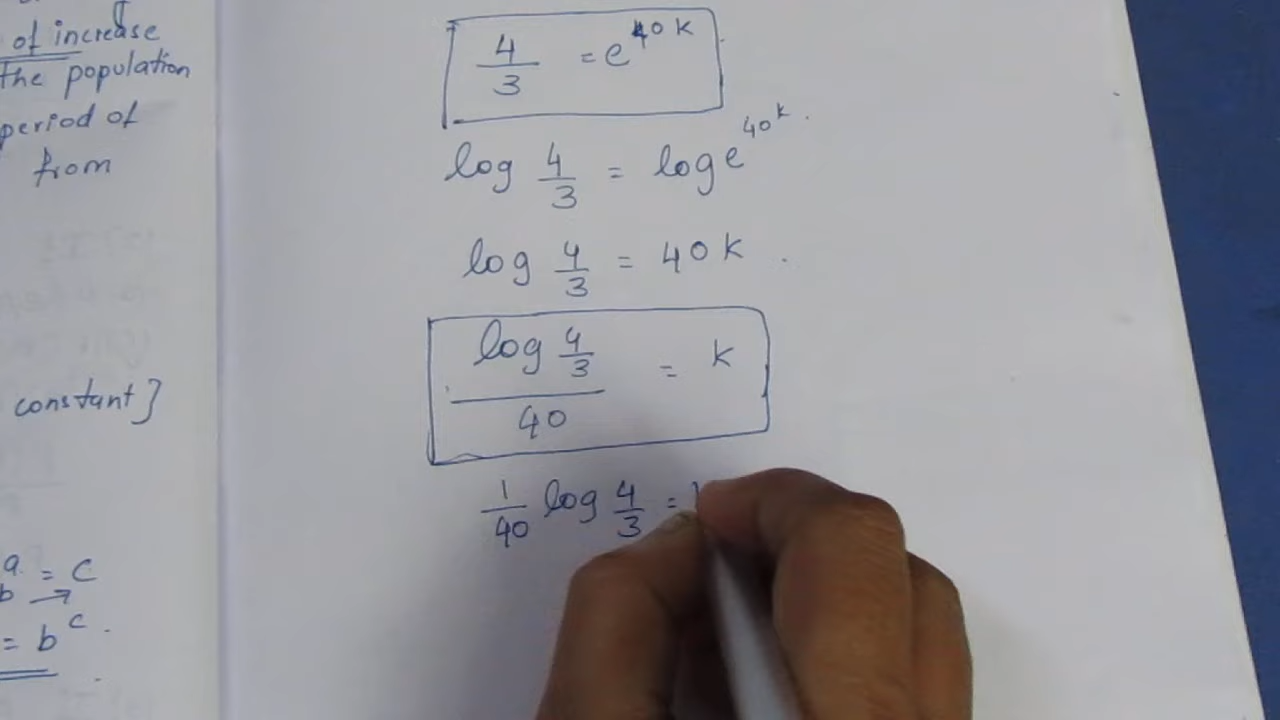 of increase
the population
period of
from
constant}
a
b = C
= b^c .
4/3 = e^40k
log 4/3 = log e^40k .
log 4/3 = 40k .
log 4/3 / 40 = k
1/40 log 4/3 =